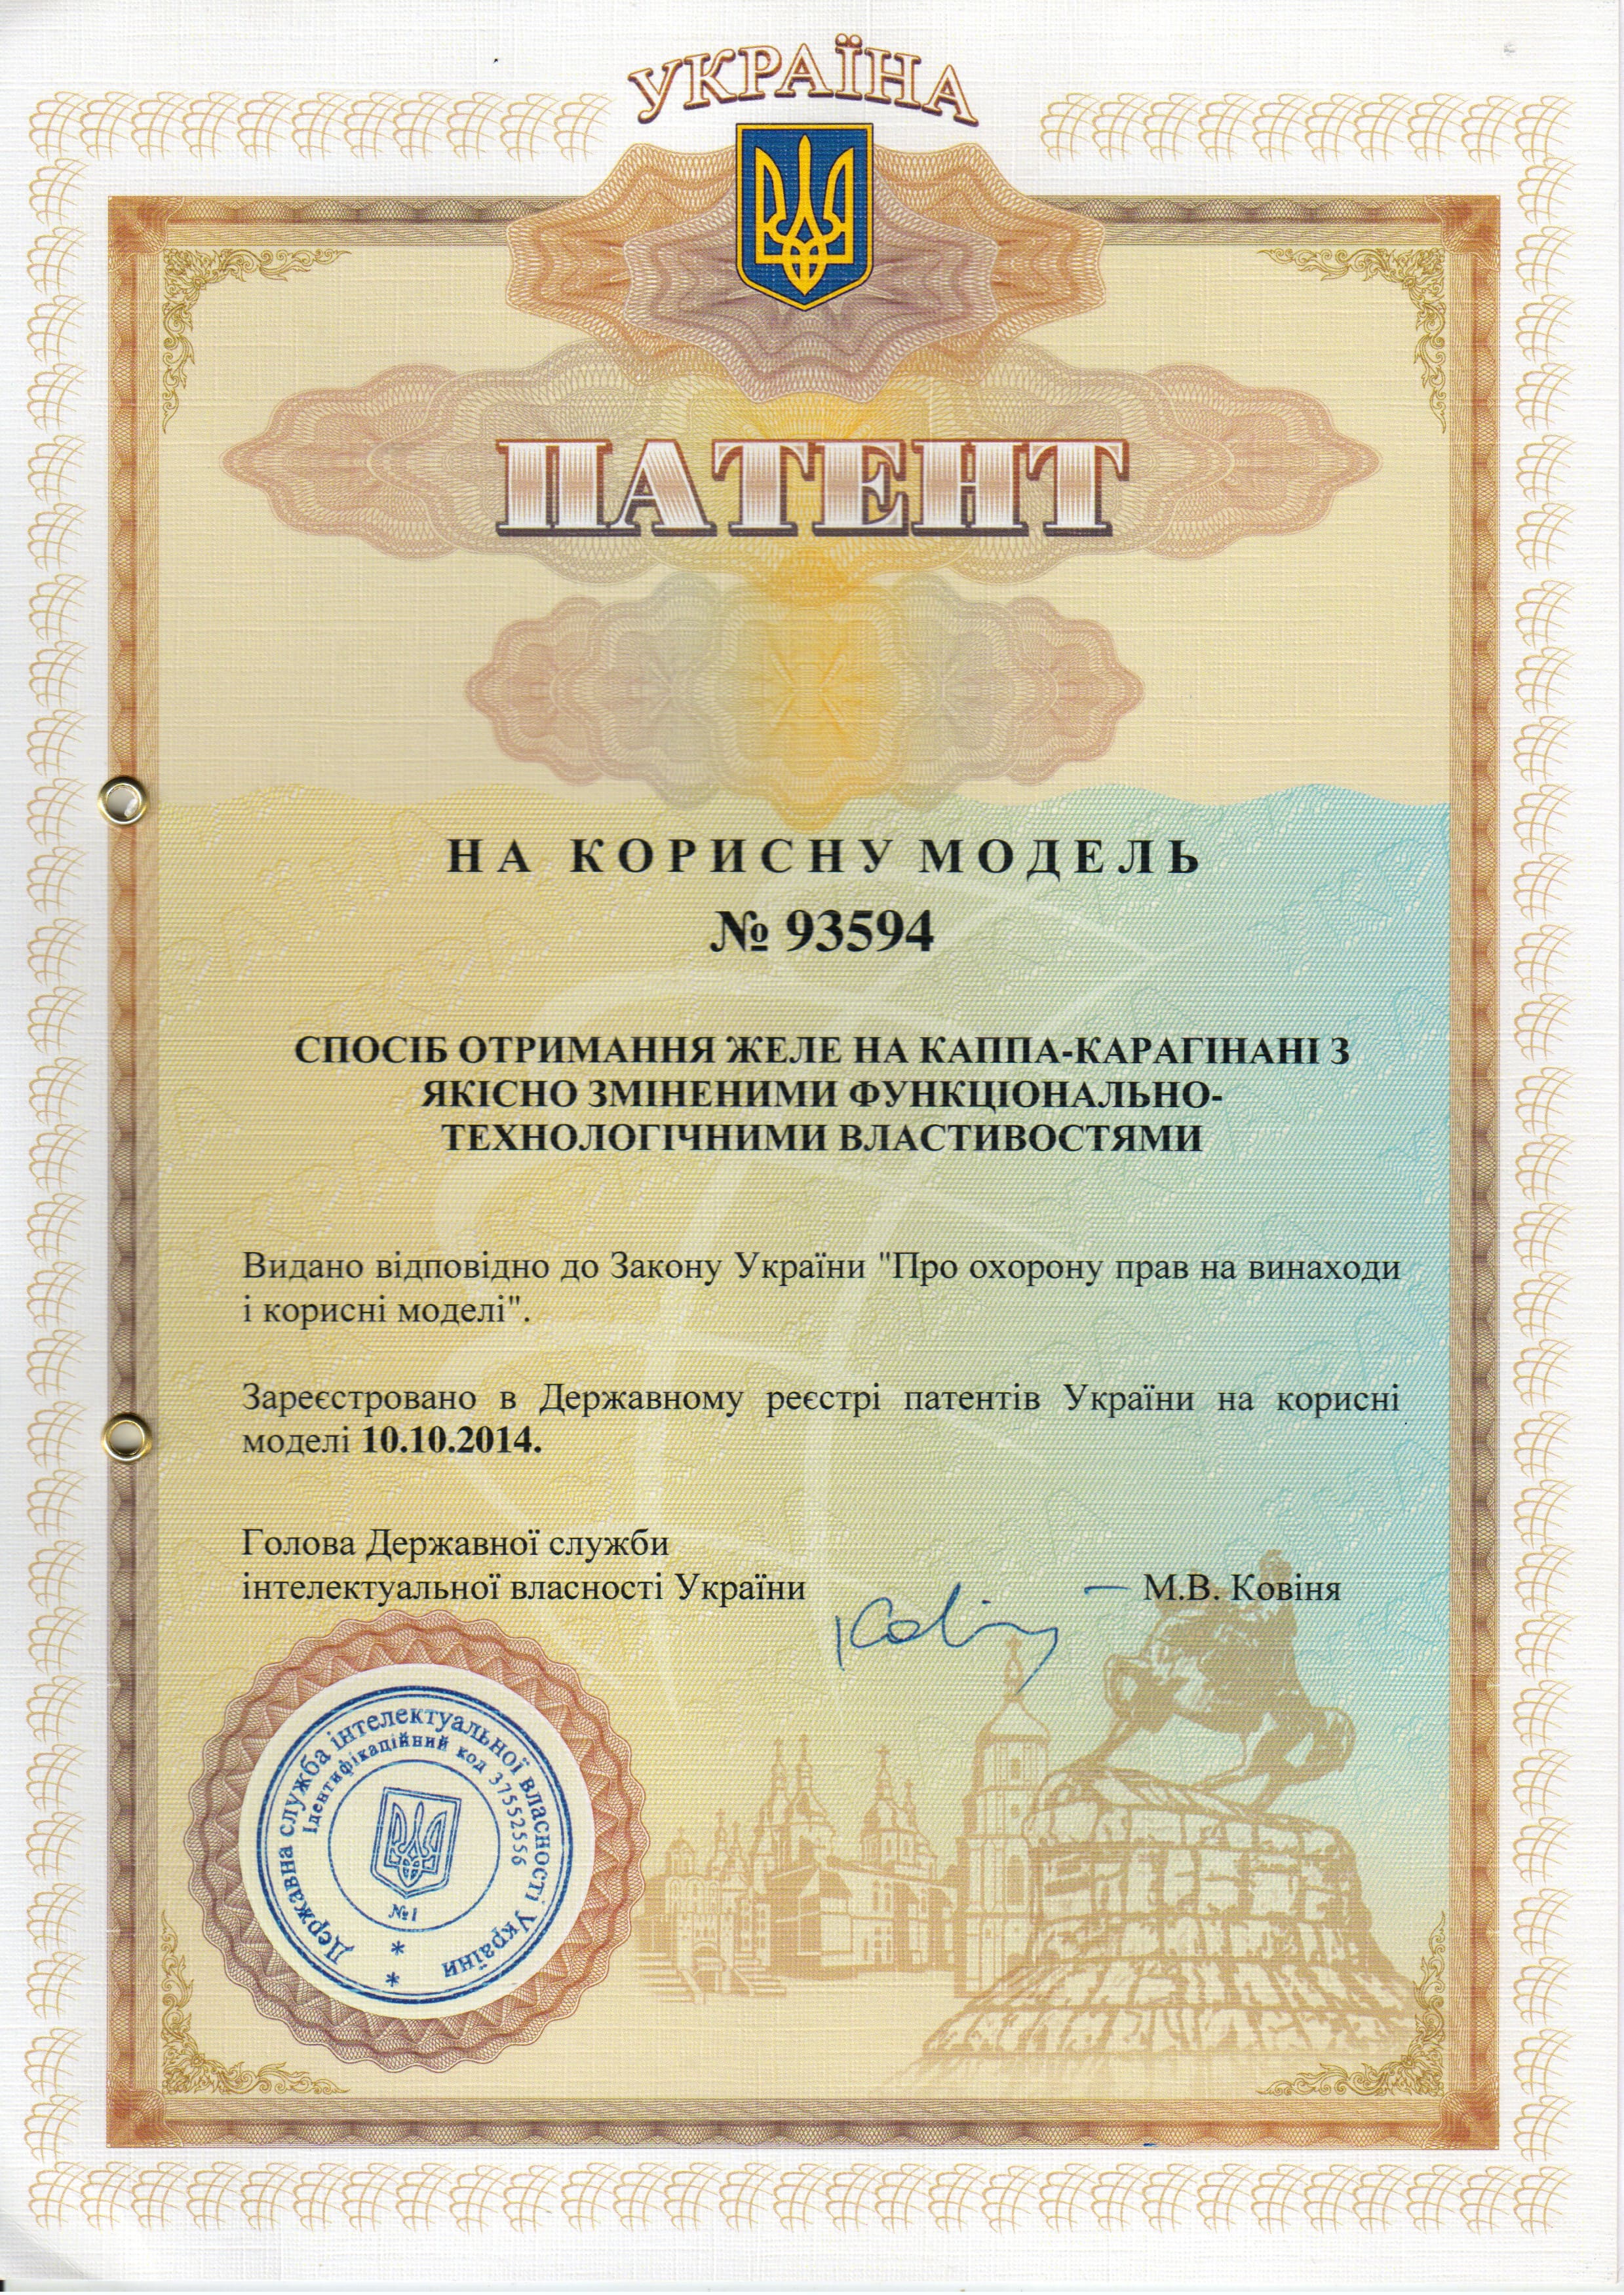 УКРАЇНА
ПАТЕНТ
НА КОРИСНУ МОДЕЛЬ
№ 93594
СПОСІБ ОТРИМАННЯ ЖЕЛЕ НА КАППА-КАРАГІНАНІ З
ЯКІСНО ЗМІНЕНИМИ ФУНКЦІОНАЛЬНО-
ТЕХНОЛОГІЧНИМИ ВЛАСТИВОСТЯМИ
Видано відповідно до Закону України "Про охорону прав на винаходи
і корисні моделі".
Зареєстровано в Державному реєстрі патентів України на корисні
моделі 10.10.2014.
Голова Державної служби
інтелектуальної власності України
М.В. Ковіня
Державна служба інтелектуальної власності України
Ідентифікаційний код 37552556
№1